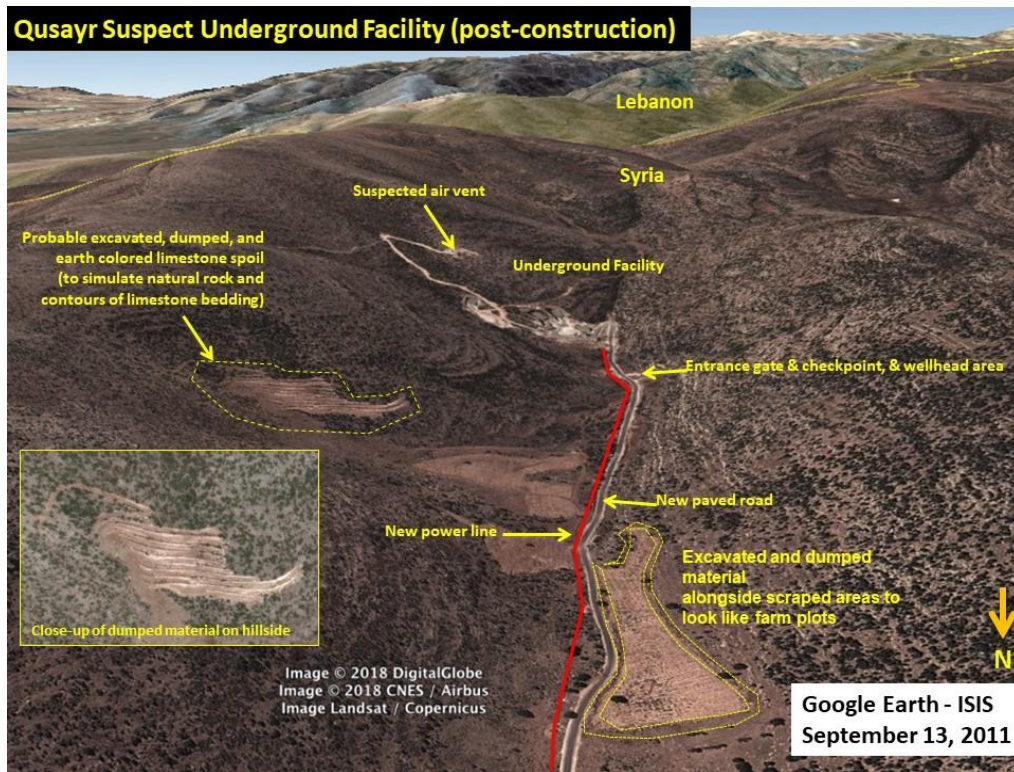 Qusayr Suspect Underground Facility (post-construction)
Lebanon
Syria
Suspected air vent
Probable excavated, dumped, and
earth colored limestone spoil
(to simulate natural rock and
contours of limestone bedding)
Underground Facility
Entrance gate & checkpoint, & wellhead area
New paved road
New power line
Excavated and dumped
material
alongside scraped areas to
look like farm plots
Close-up of dumped material on hillside
N
Image © 2018 DigitalGlobe
Image © 2018 CNES / Airbus
Image Landsat / Copernicus
Google Earth - ISIS
September 13, 2011